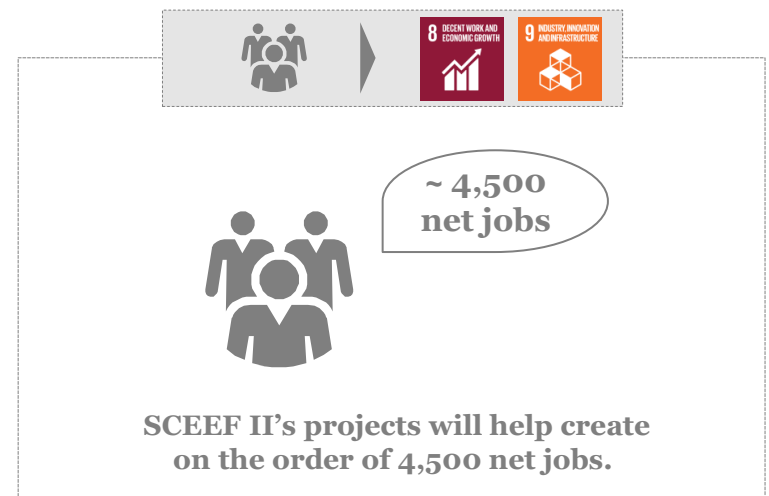 8 DECENT WORK AND
ECONOMIC GROWTH
9 INDUSTRY, INNOVATION
AND INFRASTRUCTURE
~ 4,500
net jobs
SCEEF II’s projects will help create
on the order of 4,500 net jobs.